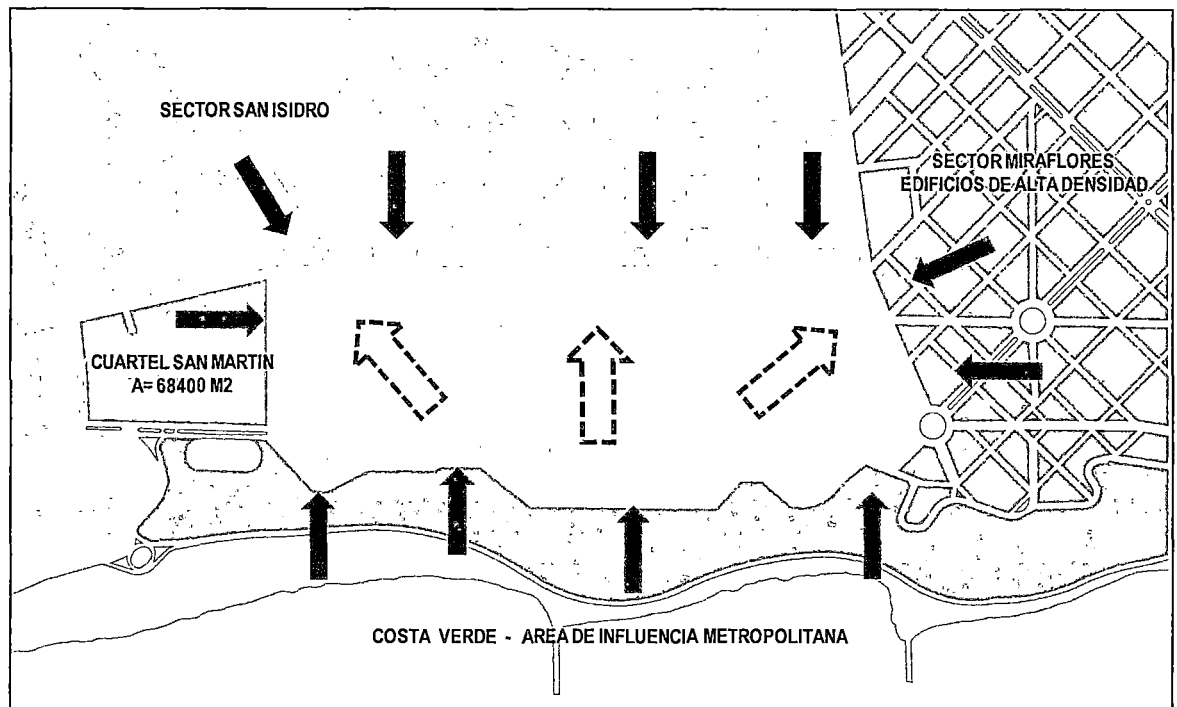 SECTOR SAN ISIDRO
SECTOR MIRAFLORES
EDIFICIOS DE ALTA DENSIDAD
CUARTEL SAN MARTIN
A= 68400 M2
COSTA VERDE - AREA DE INFLUENCIA METROPOLITANA